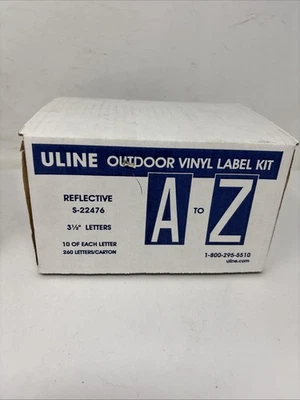 ULINE OUTDOOR VINYL LABEL KIT
REFLECTIVE
S-22476
3½" LETTERS
10 OF EACH LETTER
260 LETTERS/CARTON
A TO Z
1-800-295-5510
uline.com